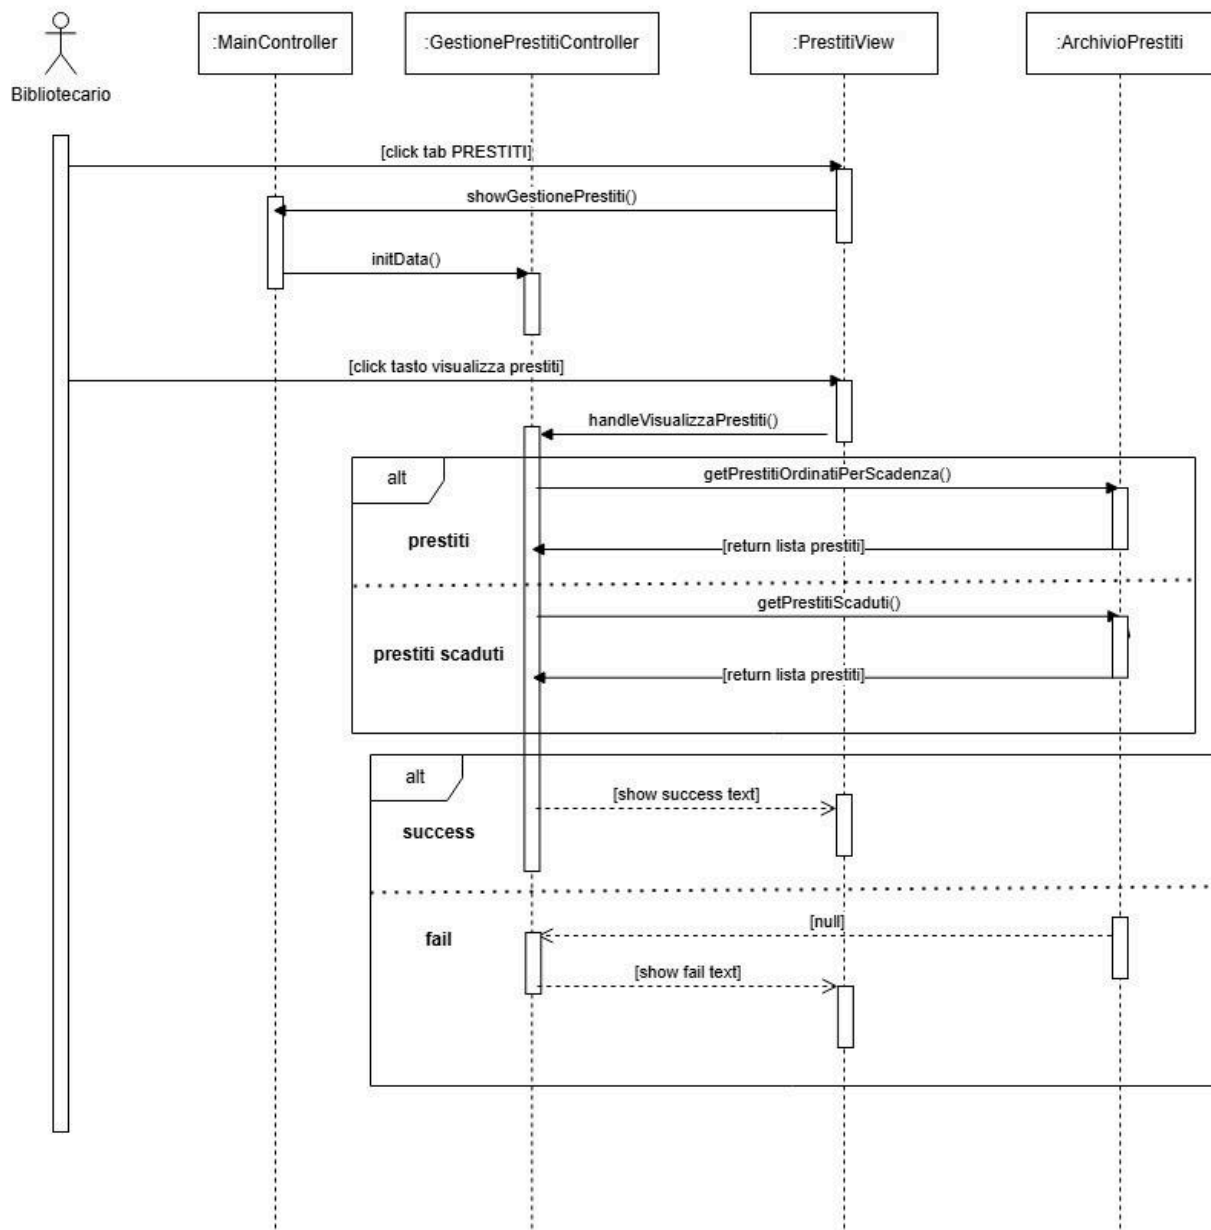 :MainController
:GestionePrestitiController
:PrestitiView
:ArchivioPrestiti
Bibliotecario
[click tab PRESTITI]
showGestionePrestiti()
initData()
[click tasto visualizza prestiti]
handleVisualizzaPrestiti()
alt
getPrestitiOrdinatiPerScadenza()
prestiti
[return lista prestiti]
getPrestitiScaduti()
prestiti scaduti
[return lista prestiti]
alt
[show success text]
success
[null]
fail
[show fail text]